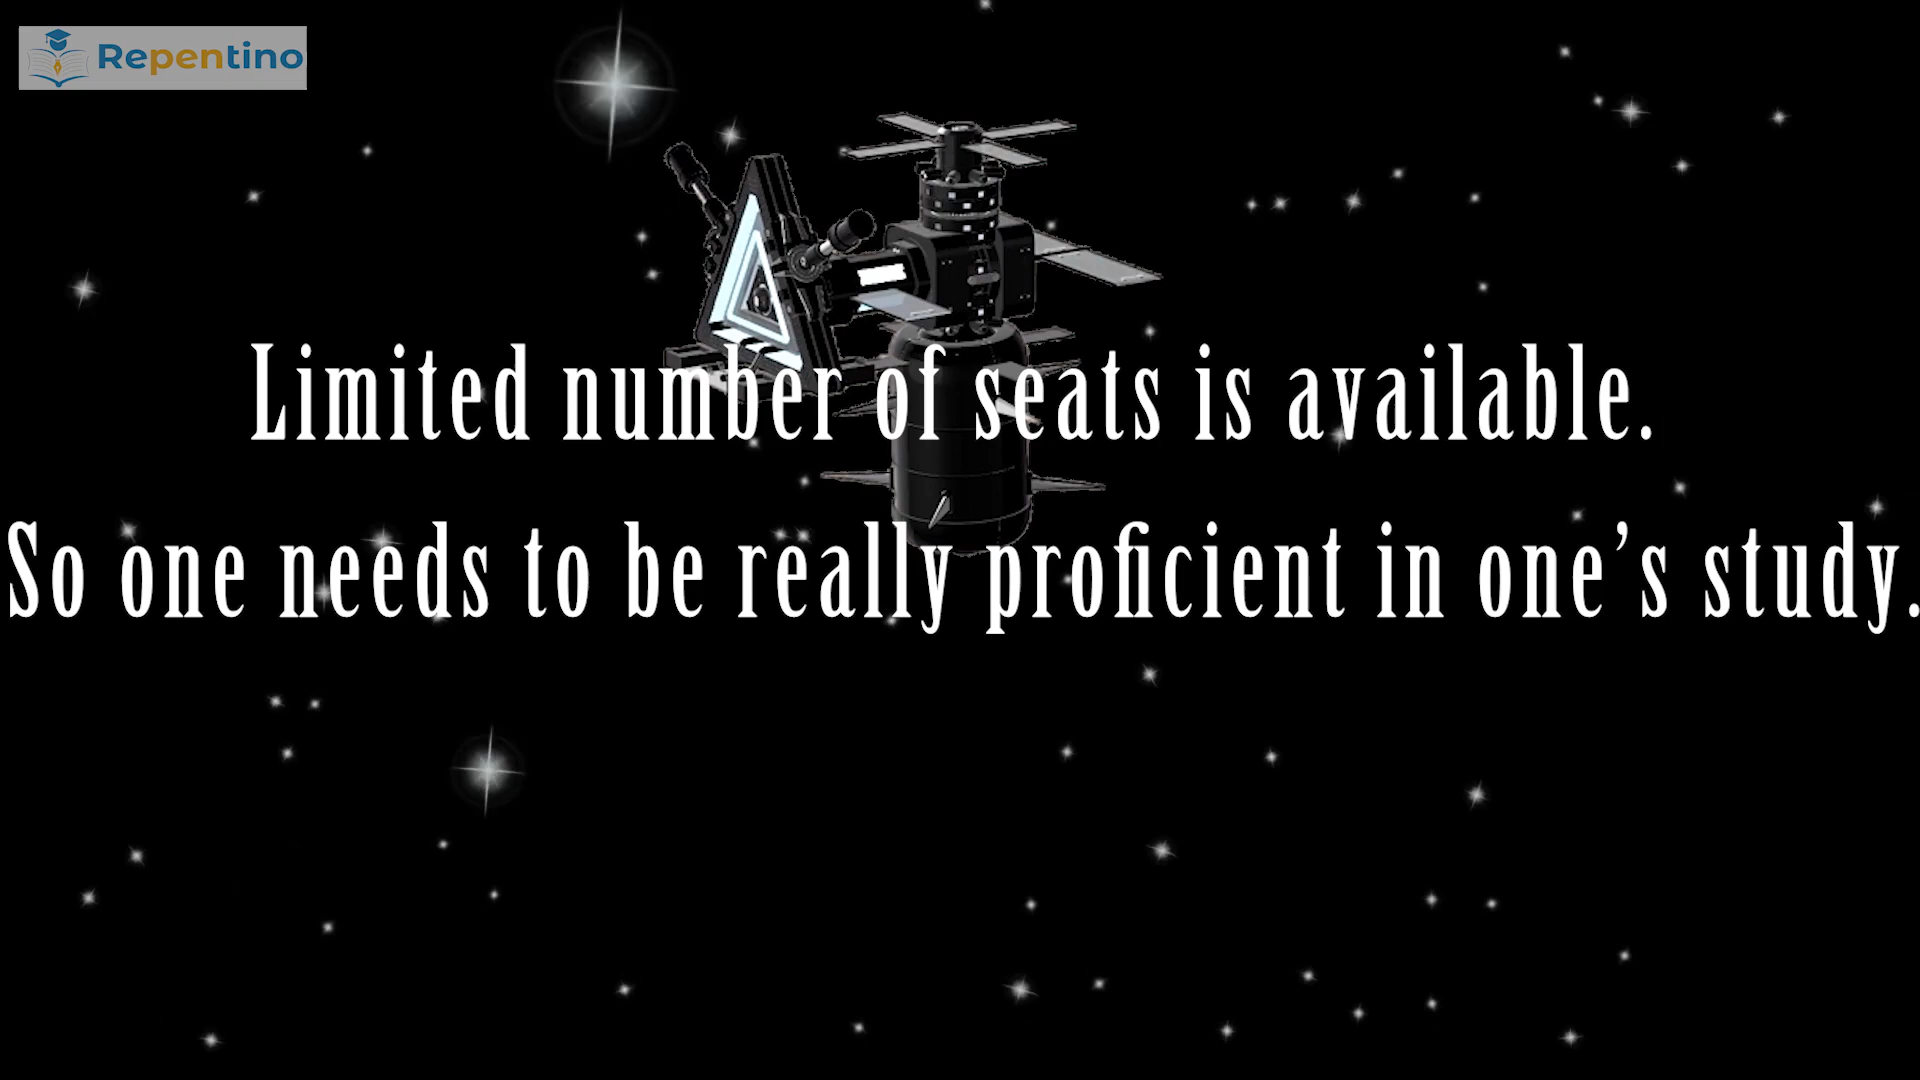 Repentino
Limited number of seats is available.
So one needs to be really proficient in one’s study.